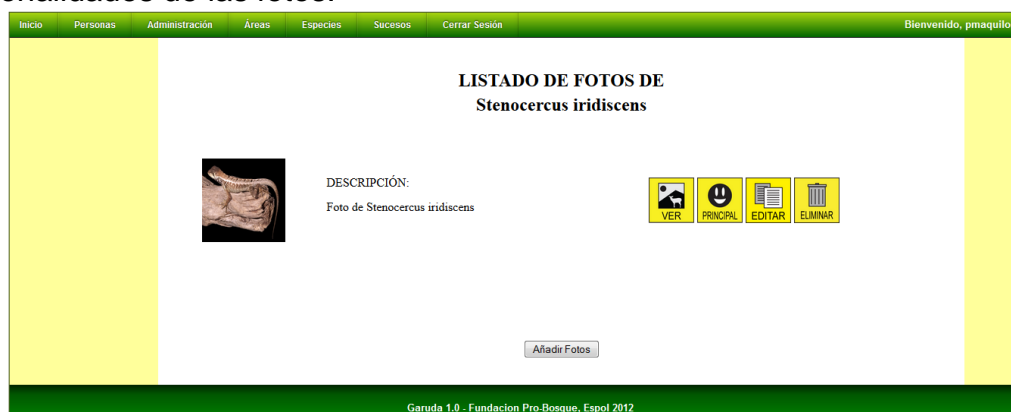 Inicio Personas Administración Áreas Especies Sucesos Cerrar Sesión Bienvenido, pmaquilo
LISTADO DE FOTOS DE
Stenocercus iridiscens
DESCRIPCIÓN:
Foto de Stenocercus iridiscens
VER PRINCIPAL EDITAR ELIMINAR
Añadir Fotos
Garuda 1.0 - Fundacion Pro-Bosque, Espol 2012